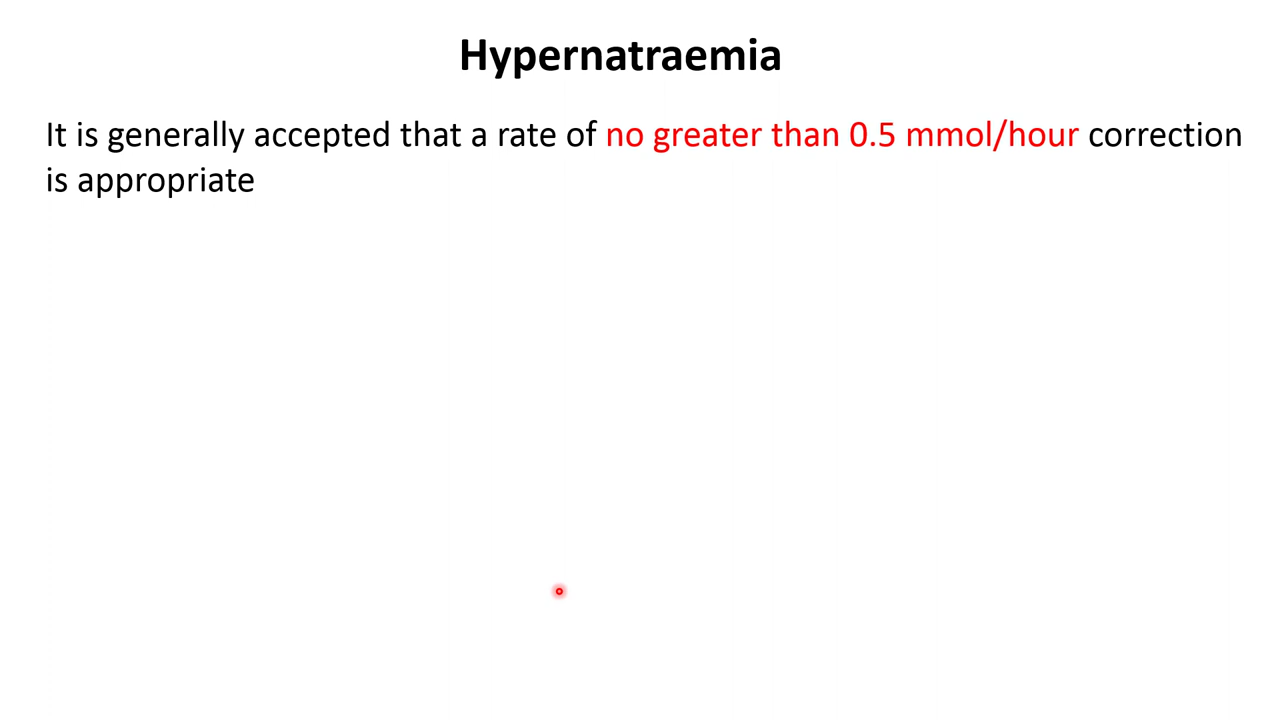 Hypernatraemia
It is generally accepted that a rate of no greater than 0.5 mmol/hour correction
is appropriate